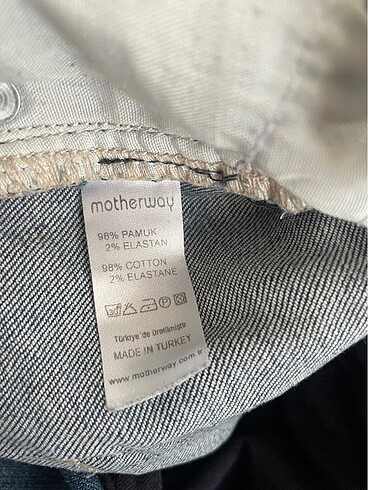 motherway
98% PAMUK
2% ELASTAN
98% COTTON
2% ELASTANE
Türkiye'de üretilmiştir.
MADE IN TURKEY
www.motherway.com.tr